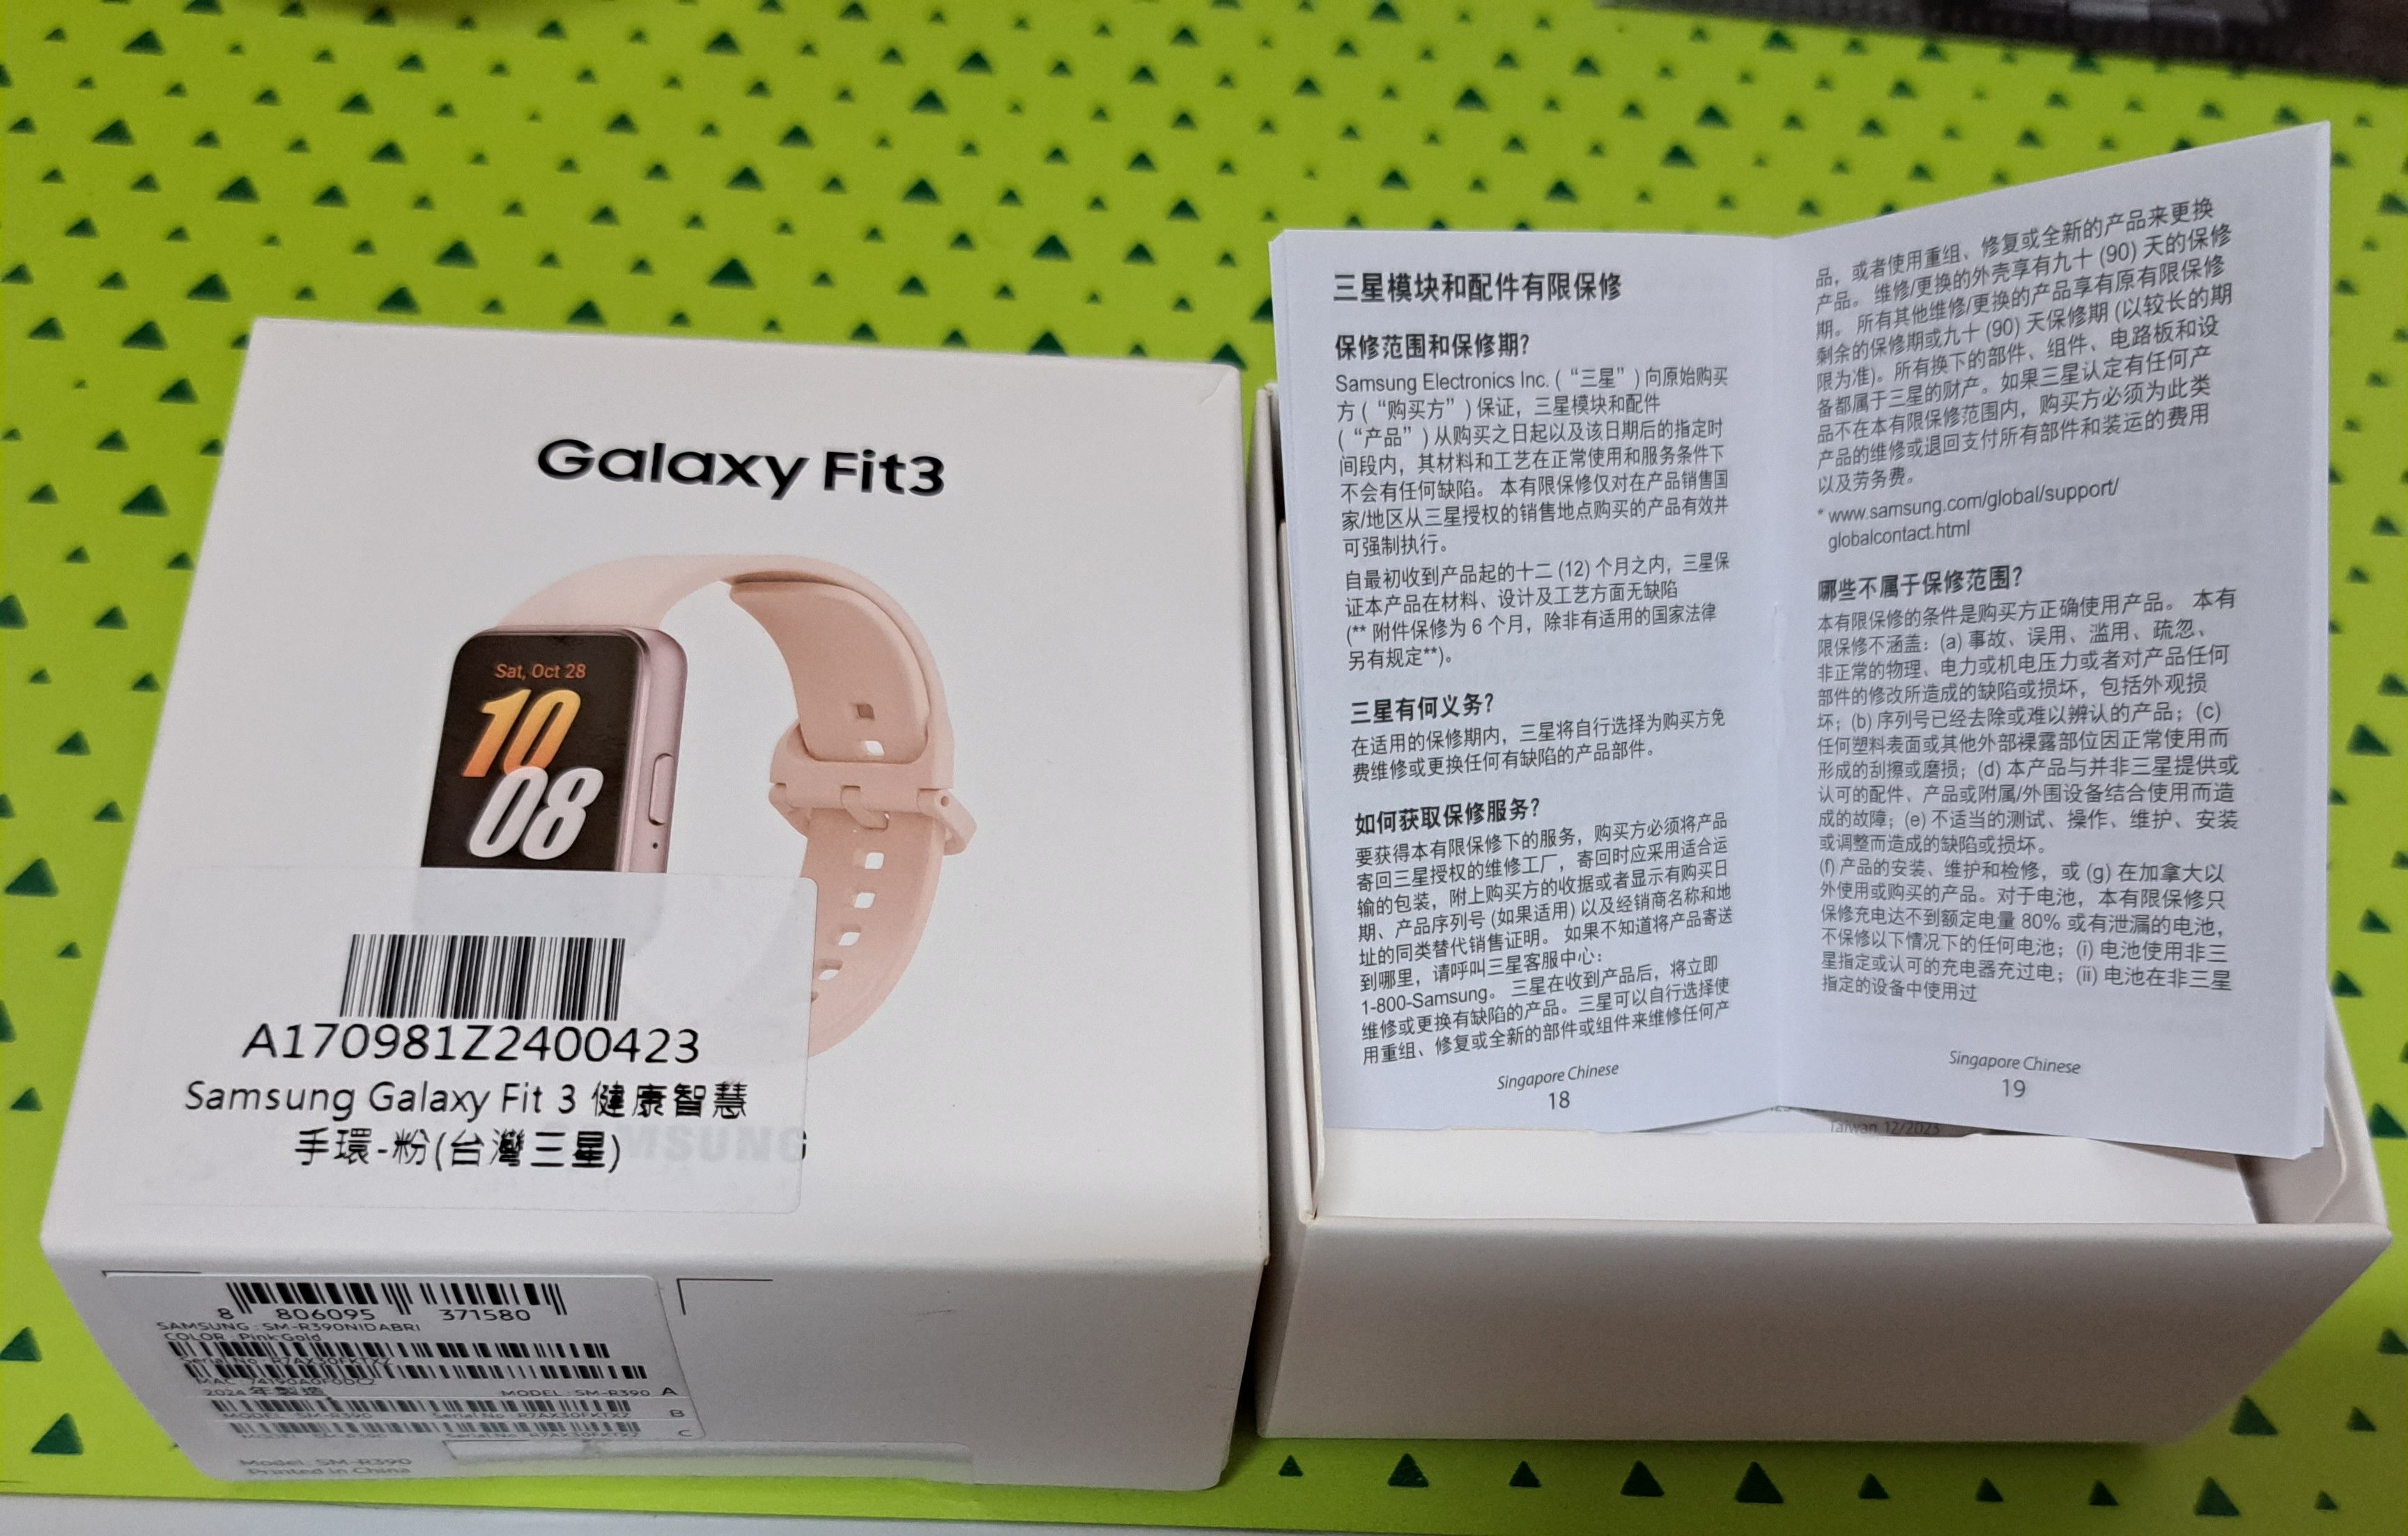 Galaxy Fit3
Sat, Oct 28
10
08
A170981Z2400423
Samsung Galaxy Fit 3 健康智慧
手環-粉(台灣三星)
SAMSUNG
8 806095 371580
SAMSUNG : SM-R390NIDABRI
COLOR : Pink Gold
Serial No : R7AX30FKTXZ
MAC : 74190A0F0DC2
2024 年製造 MODEL : SM-R390 A
MODEL : SM-R390 Serial No : R7AX30FKTXZ B
MODEL : SM-R390 Serial No : R7AX30FKTXZ C
Model : SM-R390
Printed in China
三星模块和配件有限保修
保修范围和保修期?
Samsung Electronics Inc. (“三星”) 向原始购买
方 (“购买方”) 保证，三星模块和配件
(“产品”) 从购买之日起以及该日期后的指定时
间段内，其材料和工艺在正常使用和服务条件下
不会有任何缺陷。 本有限保修仅对在产品销售国
家/地区从三星授权的销售地点购买的产品有效并
可强制执行。
自最初收到产品起的十二 (12) 个月之内，三星保
证本产品在材料、设计及工艺方面无缺陷
(** 附件保修为 6 个月，除非有适用的国家法律
另有规定**)。
三星有何义务?
在适用的保修期内，三星将自行选择为购买方免
费维修或更换任何有缺陷的产品部件。
如何获取保修服务?
要获得本有限保修下的服务，购买方必须将产品
寄回三星授权的维修工厂，寄回时应采用适合运
输的包装，附上购买方的收据或者显示有购买日
期、产品序列号 (如果适用) 以及经销商名称和地
址的同类替代销售证明。 如果不知道将产品寄送
到哪里，请呼叫三星客服中心：
1-800-Samsung。 三星在收到产品后，将立即
维修或更换有缺陷的产品。三星可以自行选择使
用重组、修复或全新的部件或组件来维修任何产
Singapore Chinese
18
品，或者使用重组、修复或全新的产品来更换
产品。 维修/更换的外壳享有九十 (90) 天的保修
期。 所有其他维修/更换的产品享有原有限保修
剩余的保修期或九十 (90) 天保修期 (以较长的期
限为准)。所有换下的部件、组件、电路板和设
备都属于三星的财产。如果三星认定有任何产
品不在本有限保修范围内，购买方必须为此类
产品的维修或退回支付所有部件和装运的费用
以及劳务费。
* www.samsung.com/global/support/
globalcontact.html
哪些不属于保修范围?
本有限保修的条件是购买方正确使用产品。 本有
限保修不涵盖：(a) 事故、误用、滥用、疏忽、
非正常的物理、电力或机电压力或者对产品任何
部件的修改所造成的缺陷或损坏，包括外观损
坏；(b) 序列号已经去除或难以辨认的产品；(c)
任何塑料表面或其他外部裸露部位因正常使用而
形成的刮擦或磨损；(d) 本产品与并非三星提供或
认可的配件、产品或附属/外围设备结合使用而造
成的故障；(e) 不适当的测试、操作、维护、安装
或调整而造成的缺陷或损坏。
(f) 产品的安装、维护和检修，或 (g) 在加拿大以
外使用或购买的产品。对于电池，本有限保修只
保修充电达不到额定电量 80% 或有泄漏的电池，
不保修以下情况下的任何电池；(i) 电池使用非三
星指定或认可的充电器充过电；(ii) 电池在非三星
指定的设备中使用过
Singapore Chinese
19
Taiwan 12/2023